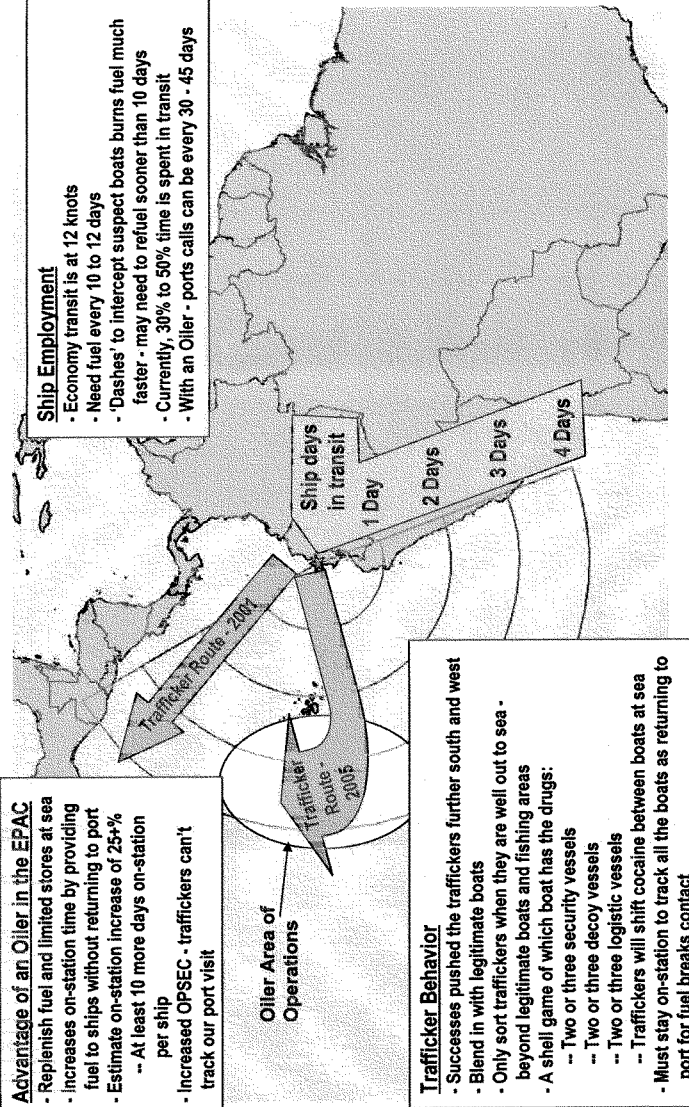 Advantage of an Oiler in the EPAC
- Replenish fuel and limited stores at sea
- Increases on-station time by providing
fuel to ships without returning to port
- Estimate on-station increase of 25+%
-- At least 10 more days on-station
per ship
- Increased OPSEC - traffickers can't
track our port visit
Ship Employment
- Economy transit is at 12 knots
- Need fuel every 10 to 12 days
- 'Dashes' to intercept suspect boats burns fuel much
faster - may need to refuel sooner than 10 days
- Currently, 30% to 50% time is spent in transit
- With an Oiler - ports calls can be every 30 - 45 days
Trafficker Route - 2001
Trafficker
Route -
2005
Oiler Area of
Operations
Ship days
in transit
1 Day
2 Days
3 Days
4 Days
Trafficker Behavior
- Successes pushed the traffickers further south and west
- Blend in with legitimate boats
- Only sort traffickers when they are well out to sea -
beyond legitimate boats and fishing areas
- A shell game of which boat has the drugs:
-- Two or three security vessels
-- Two or three decoy vessels
-- Two or three logistic vessels
-- Traffickers will shift cocaine between boats at sea
- Must stay on-station to track all the boats as returning to
port for fuel breaks contact